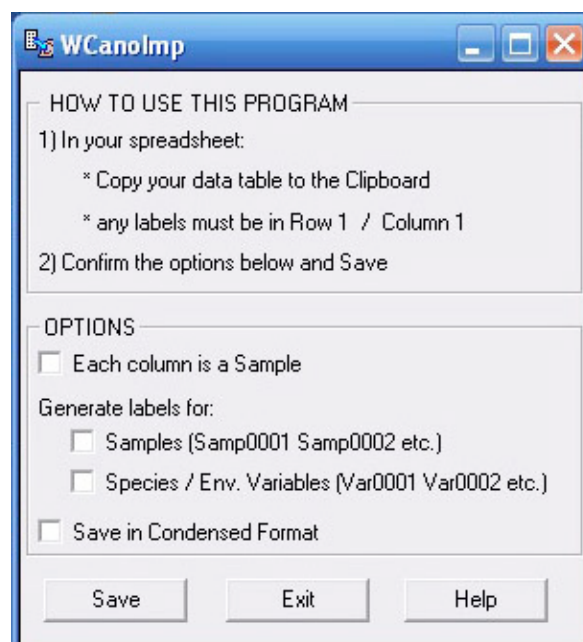 WCanoImp
HOW TO USE THIS PROGRAM
1) In your spreadsheet:
* Copy your data table to the Clipboard
* any labels must be in Row 1 / Column 1
2) Confirm the options below and Save
OPTIONS
Each column is a Sample
Generate labels for:
Samples (Samp0001 Samp0002 etc.)
Species / Env. Variables (Var0001 Var0002 etc.)
Save in Condensed Format
Save Exit Help